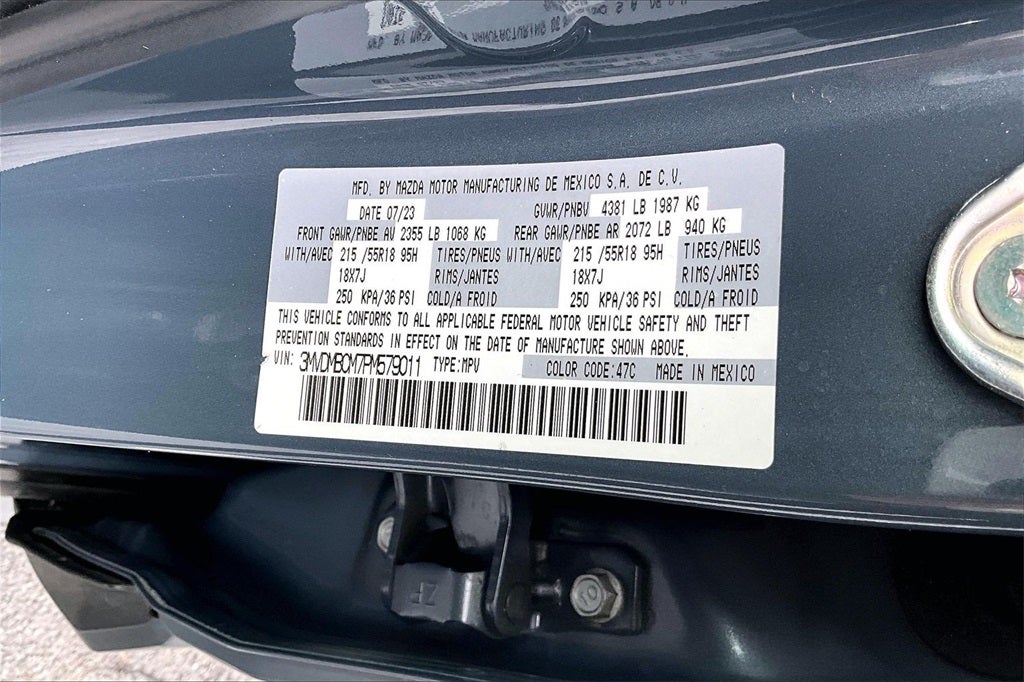 MFD. BY MAZDA MOTOR MANUFACTURING DE MEXICO S.A. DE C.V.
DATE 07/23 GVWR/PNBV 4381 LB 1987 KG
FRONT GAWR/PNBE AV 2355 LB 1068 KG REAR GAWR/PNBE AR 2072 LB 940 KG
WITH/AVEC 215 /55R18 95H TIRES/PNEUS WITH/AVEC 215 /55R18 95H TIRES/PNEUS
18X7J RIMS/JANTES 18X7J RIMS/JANTES
250 KPA/36 PSI COLD/A FROID 250 KPA/36 PSI COLD/A FROID
THIS VEHICLE CONFORMS TO ALL APPLICABLE FEDERAL MOTOR VEHICLE SAFETY AND THEFT
PREVENTION STANDARDS IN EFFECT ON THE DATE OF MANUFACTURE SHOWN ABOVE.
VIN: 3MVDMBCM7PM579011 TYPE:MPV COLOR CODE:47C MADE IN MEXICO
ZF